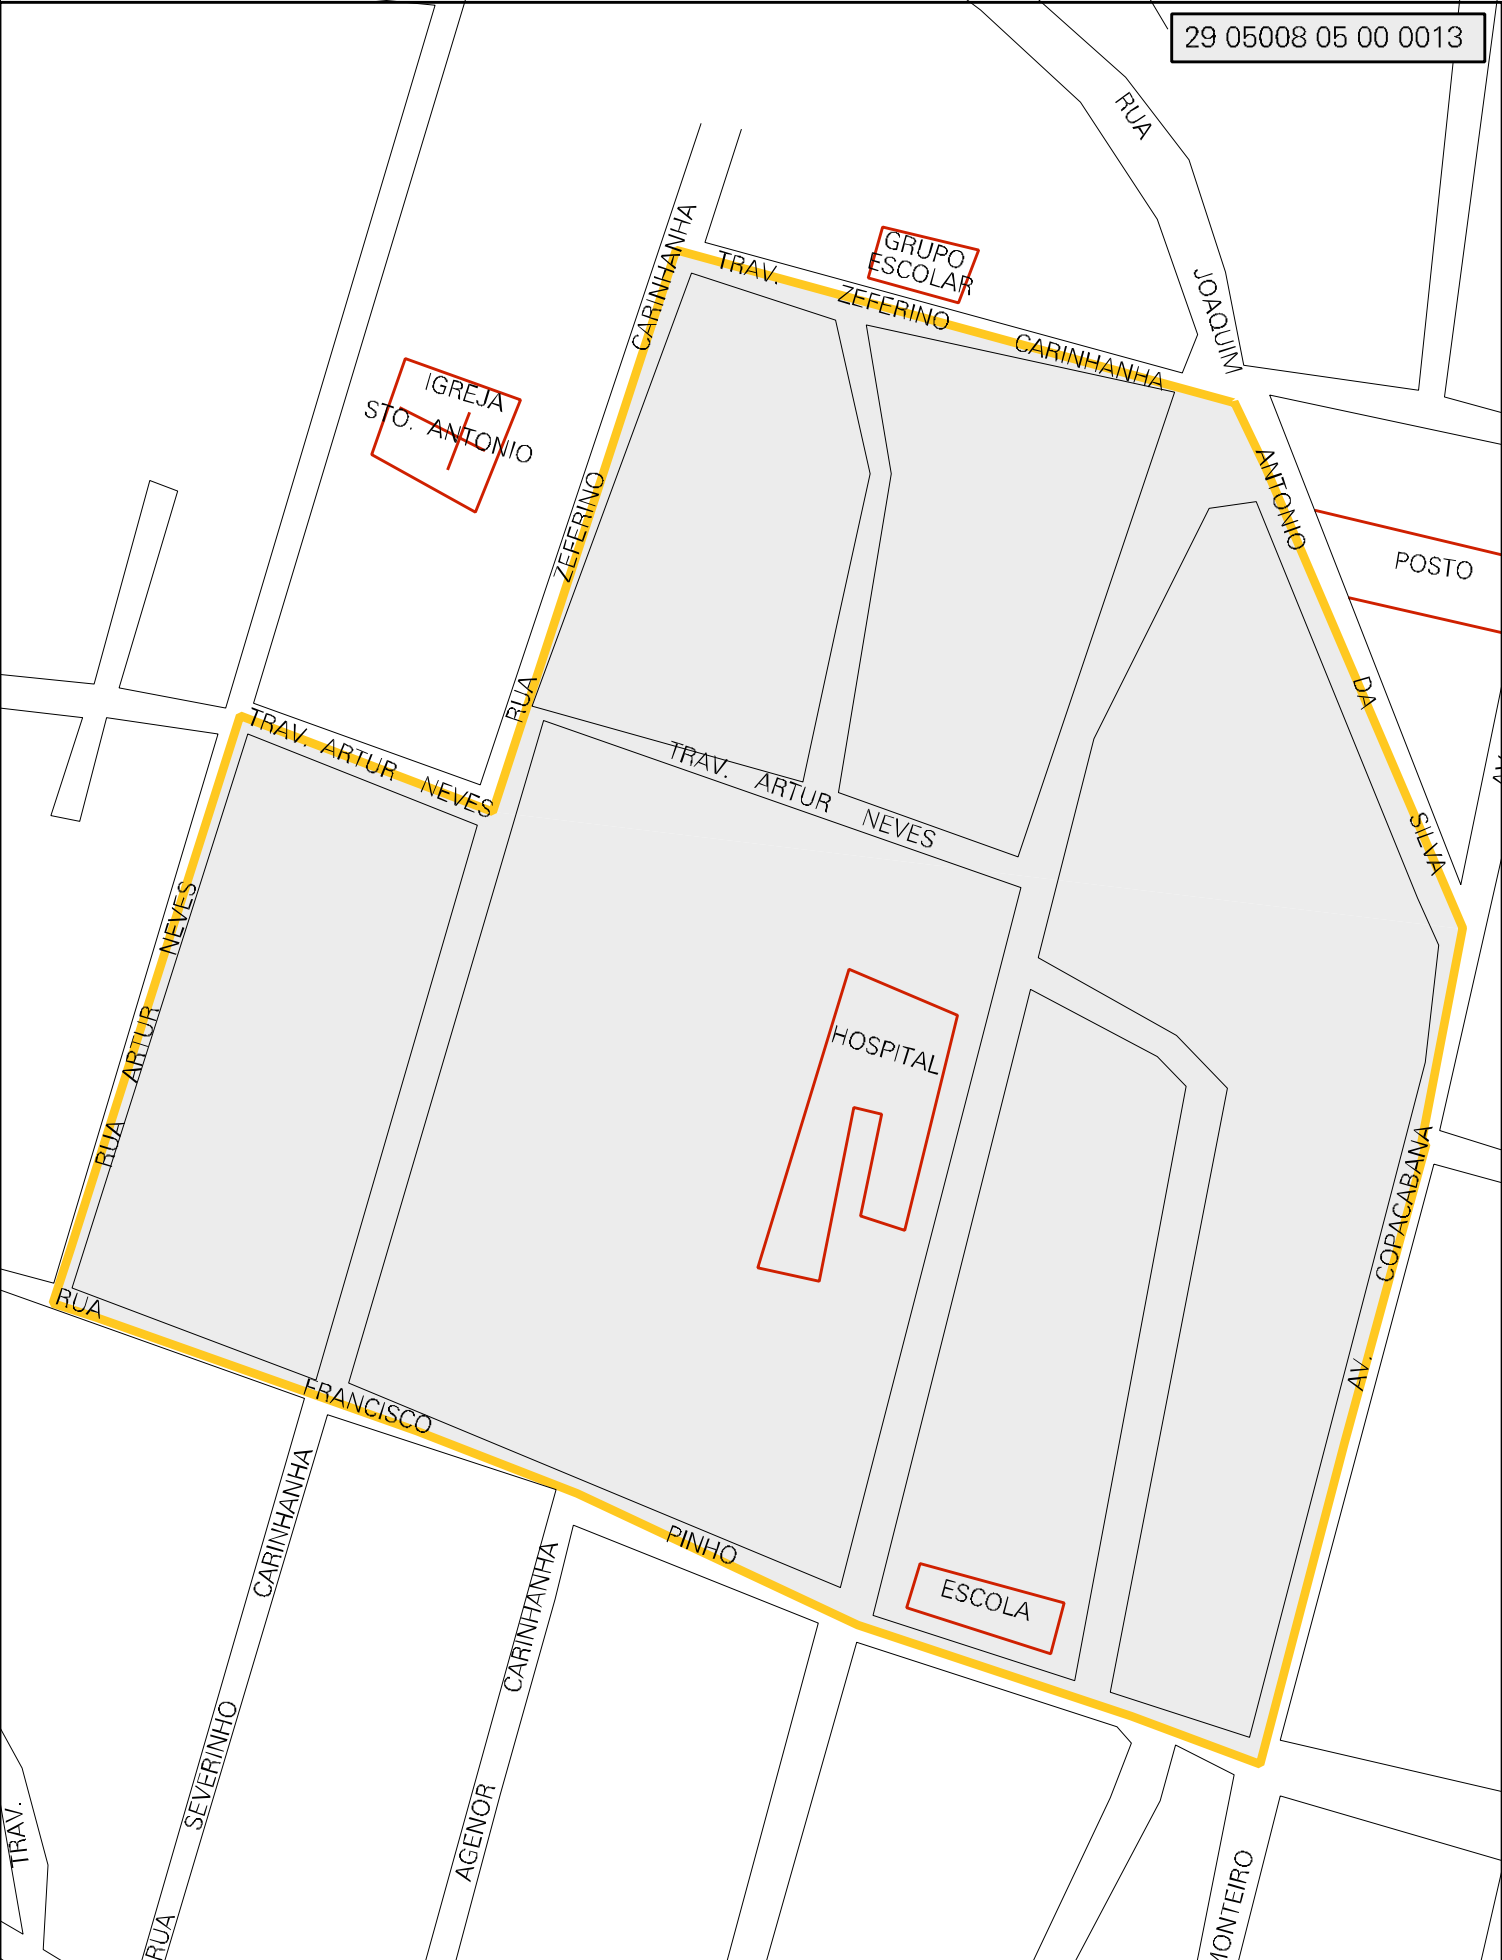 29 05008 05 00 0013
RUA
JOAQUIM
ANTONIO
DA
SILVA
GRUPO
ESCOLAR
TRAV.
ZEFERINO
CARINHANHA
RUA
ZEFERINO
CARINHANHA
IGREJA
STO. ANTONIO
POSTO
TRAV. ARTUR NEVES
TRAV. ARTUR NEVES
RUA ARTUR NEVES
HOSPITAL
AV. COPACABANA
RUA
FRANCISCO
PINHO
ESCOLA
RUA SEVERINHO CARINHANHA
AGENOR CARINHANHA
TRAV.